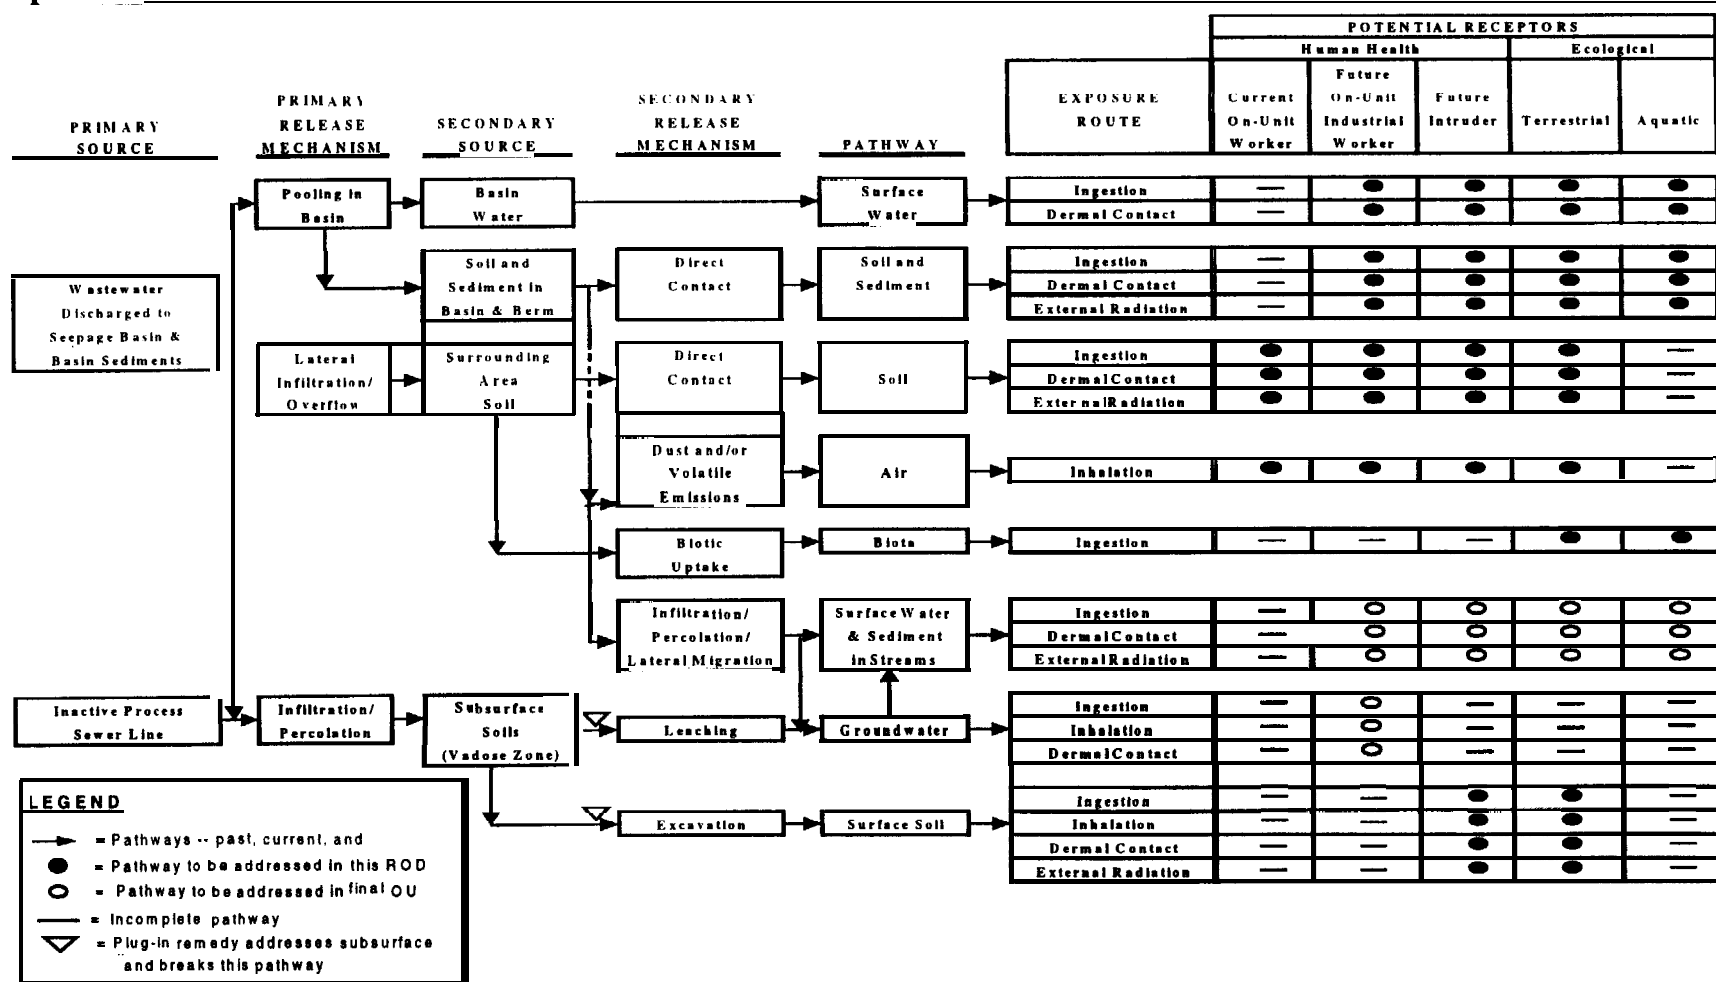 POTENTIAL RECEPTORS
Human Health
Ecological
PRIMARY
SOURCE
PRIMARY
RELEASE
MECHANISM
SECONDARY
SOURCE
SECONDARY
RELEASE
MECHANISM
PATHWAY
EXPOSURE
ROUTE
Current
On-Unit
Worker
Future
On-Unit
Industrial
Worker
Future
Intruder
Terrestrial
Aquatic
Pooling in
Basin
Basin
Water
Surface
Water
Ingestion
Dermal Contact
Wastewater
Discharged to
Seepage Basin &
Basin Sediments
Soil and
Sediment in
Basin & Berm
Direct
Contact
Soil and
Sediment
Ingestion
Dermal Contact
External Radiation
Lateral
Infiltration/
Overflow
Surrounding
Area
Soil
Direct
Contact
Soil
Ingestion
Dermal Contact
External Radiation
Dust and/or
Volatile
Emissions
Air
Inhalation
Biotic
Uptake
Biota
Ingestion
Infiltration/
Percolation/
Lateral Migration
Surface Water
& Sediment
in Streams
Ingestion
Dermal Contact
External Radiation
Inactive Process
Sewer Line
Infiltration/
Percolation
Subsurface
Soils
(Vadose Zone)
Leaching
Groundwater
Ingestion
Inhalation
Dermal Contact
Excavation
Surface Soil
Ingestion
Inhalation
Dermal Contact
External Radiation
LEGEND
= Pathways -- past, current, and
= Pathway to be addressed in this ROD
= Pathway to be addressed in final OU
= Incomplete pathway
= Plug-in remedy addresses subsurface
and breaks this pathway